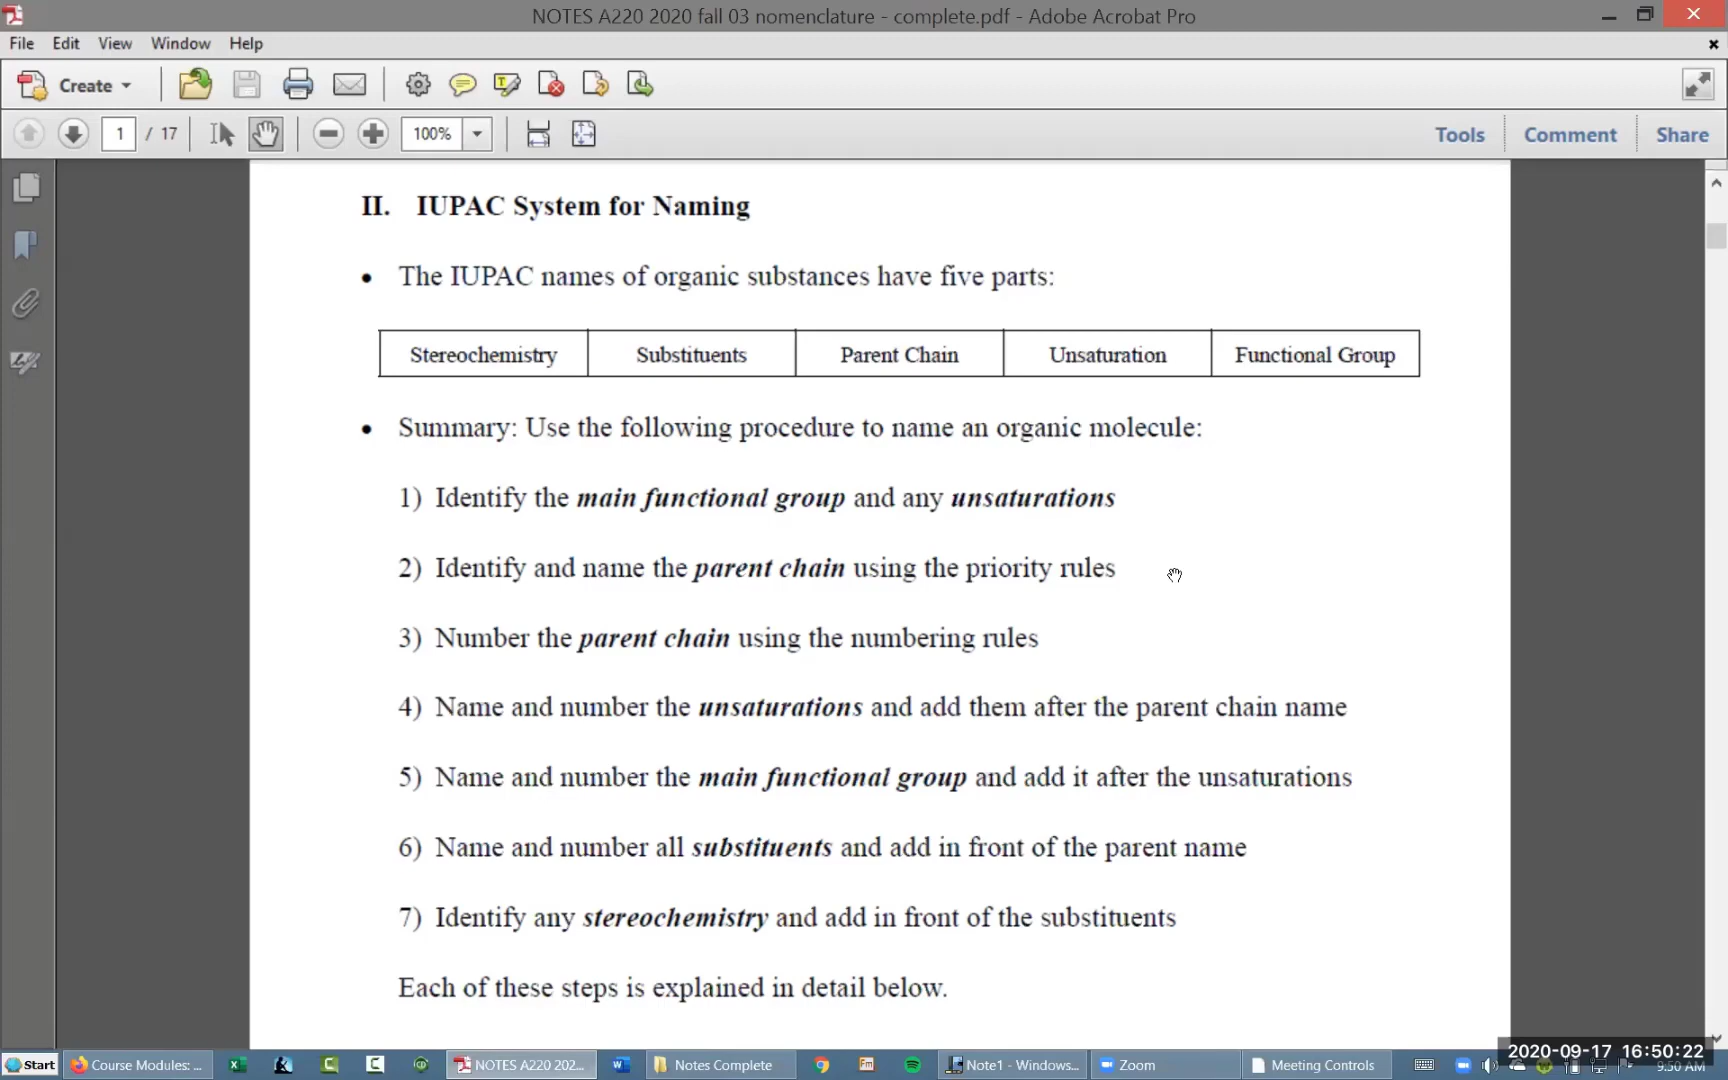 NOTES A220 2020 fall 03 nomenclature - complete.pdf - Adobe Acrobat Pro
File Edit View Window Help
Create
1 / 17 100% Tools Comment Share
II. IUPAC System for Naming
• The IUPAC names of organic substances have five parts:
Stereochemistry Substituents Parent Chain Unsaturation Functional Group
• Summary: Use the following procedure to name an organic molecule:
1) Identify the main functional group and any unsaturations
2) Identify and name the parent chain using the priority rules
3) Number the parent chain using the numbering rules
4) Name and number the unsaturations and add them after the parent chain name
5) Name and number the main functional group and add it after the unsaturations
6) Name and number all substituents and add in front of the parent name
7) Identify any stereochemistry and add in front of the substituents
Each of these steps is explained in detail below.
2020-09-17 16:50:22
Start Course Modules: ... NOTES A220 202... Notes Complete Note1 - Windows... Zoom Meeting Controls 9:50 AM